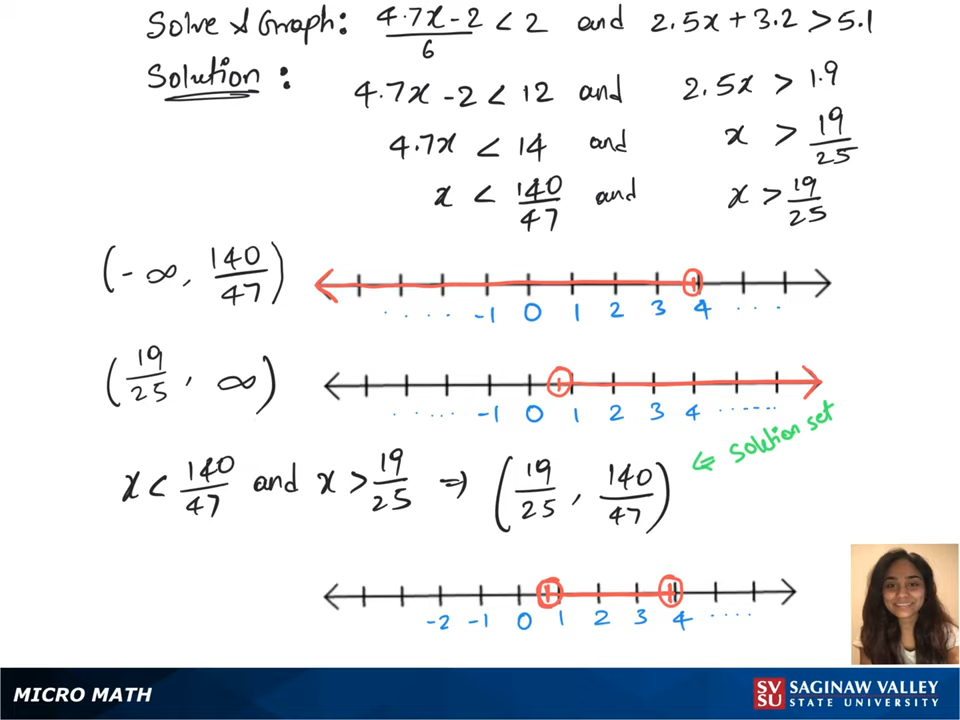 Solve & Graph: (4.7x - 2)/6 < 2 and 2.5x + 3.2 > 5.1
Solution :
4.7x - 2 < 12 and 2.5x > 1.9
4.7x < 14 and x > 19/25
x < 140/47 and x > 19/25
(-∞, 140/47)
..... -1 0 1 2 3 4 ....
(19/25, ∞)
..... -1 0 1 2 3 4 ......
⇐ Solution set
x < 140/47 and x > 19/25 ⇒ (19/25, 140/47)
-2 -1 0 1 2 3 4 ....
MICRO MATH
SVSU SAGINAW VALLEY
STATE UNIVERSITY